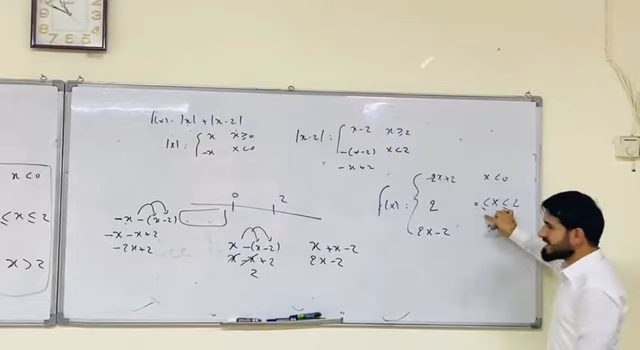 x < 0
≤ x ≤ 2
x > 2
f(x): |x| + |x-2|
|x|: { x x ≥ 0
-x x < 0
|x-2|: { x-2 x ≥ 2
-(x-2) x < 2
-x+2
0 2
-x -(x-2)
-x -x +2
-2x+2
x -(x-2)
x -x +2
2
x + x -2
2x-2
f(x): { -2x+2 x < 0
2 0 ≤ x ≤ 2
2x-2